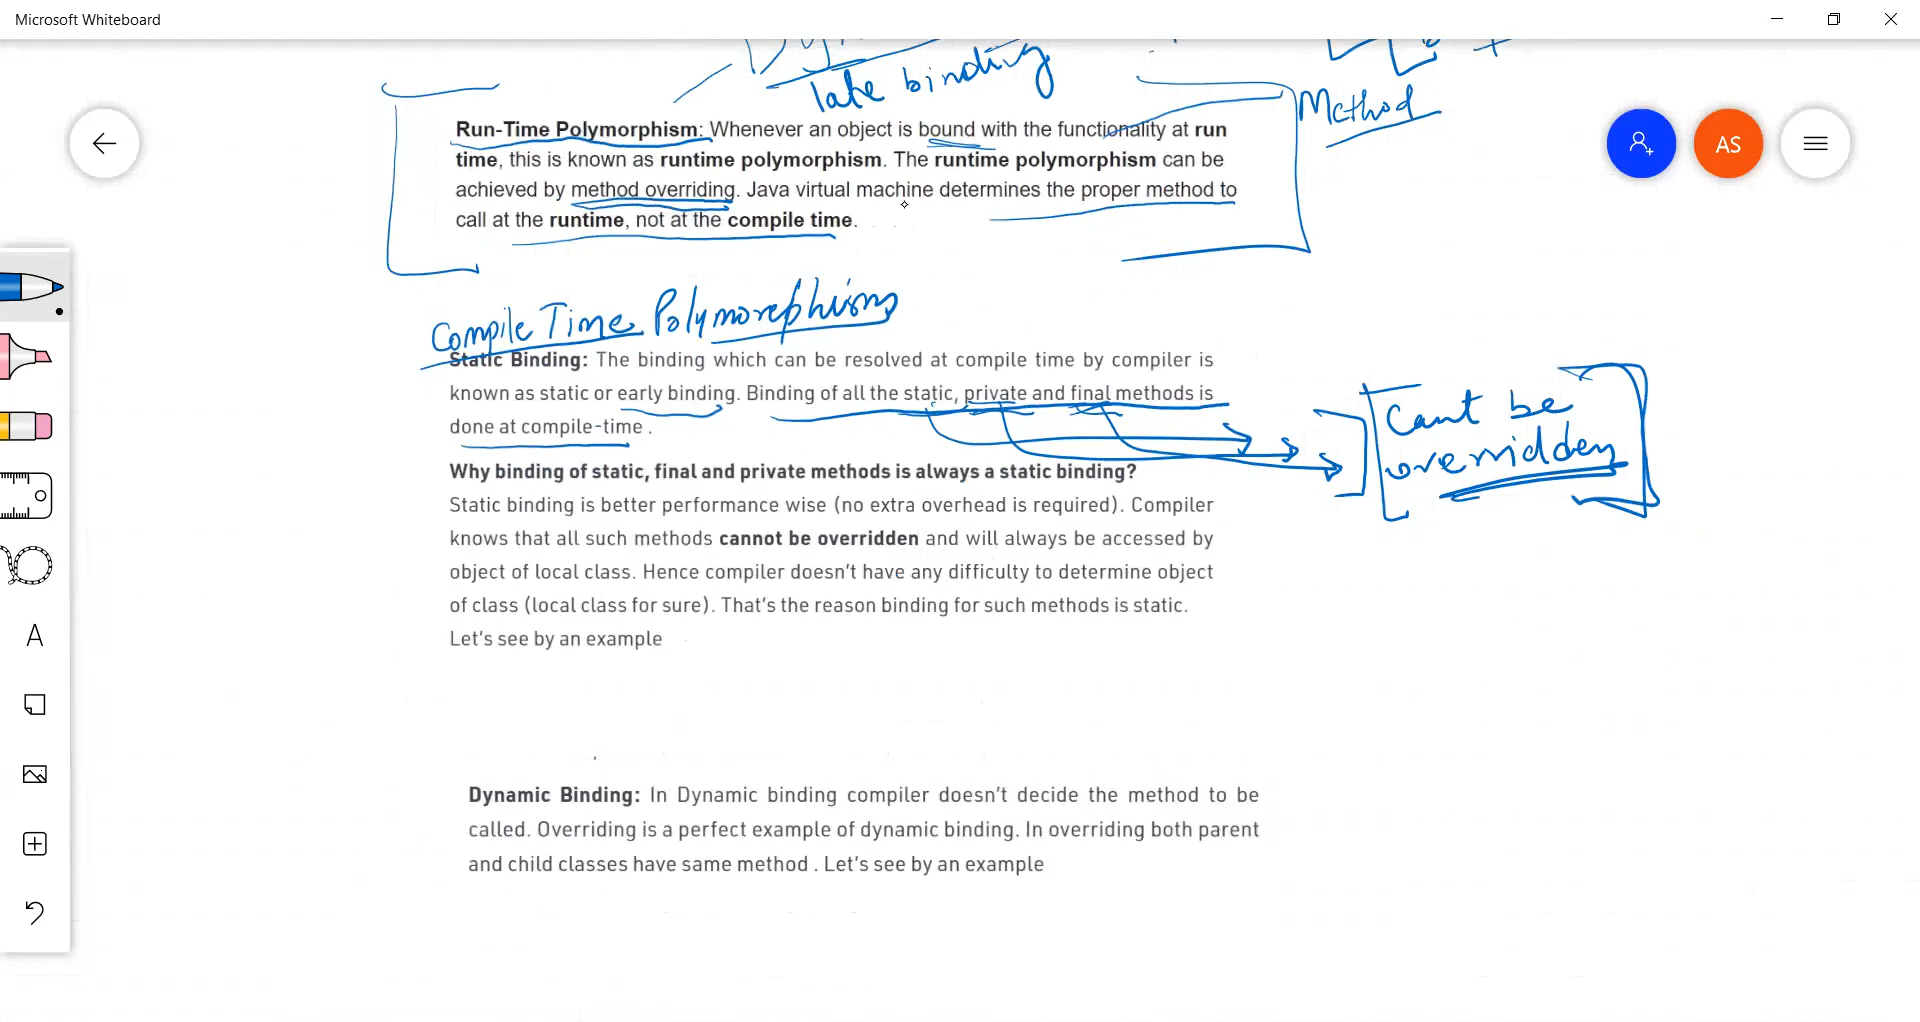 Microsoft Whiteboard
late binding
Method
Run-Time Polymorphism: Whenever an object is bound with the functionality at run
time, this is known as runtime polymorphism. The runtime polymorphism can be
achieved by method overriding. Java virtual machine determines the proper method to
call at the runtime, not at the compile time.
AS
Compile Time Polymorephism
Static Binding: The binding which can be resolved at compile time by compiler is
known as static or early binding. Binding of all the static, private and final methods is
done at compile-time .
Cant be
overridden
Why binding of static, final and private methods is always a static binding?
Static binding is better performance wise (no extra overhead is required). Compiler
knows that all such methods cannot be overridden and will always be accessed by
object of local class. Hence compiler doesn't have any difficulty to determine object
of class (local class for sure). That's the reason binding for such methods is static.
Let's see by an example
A
Dynamic Binding: In Dynamic binding compiler doesn't decide the method to be
called. Overriding is a perfect example of dynamic binding. In overriding both parent
and child classes have same method . Let's see by an example